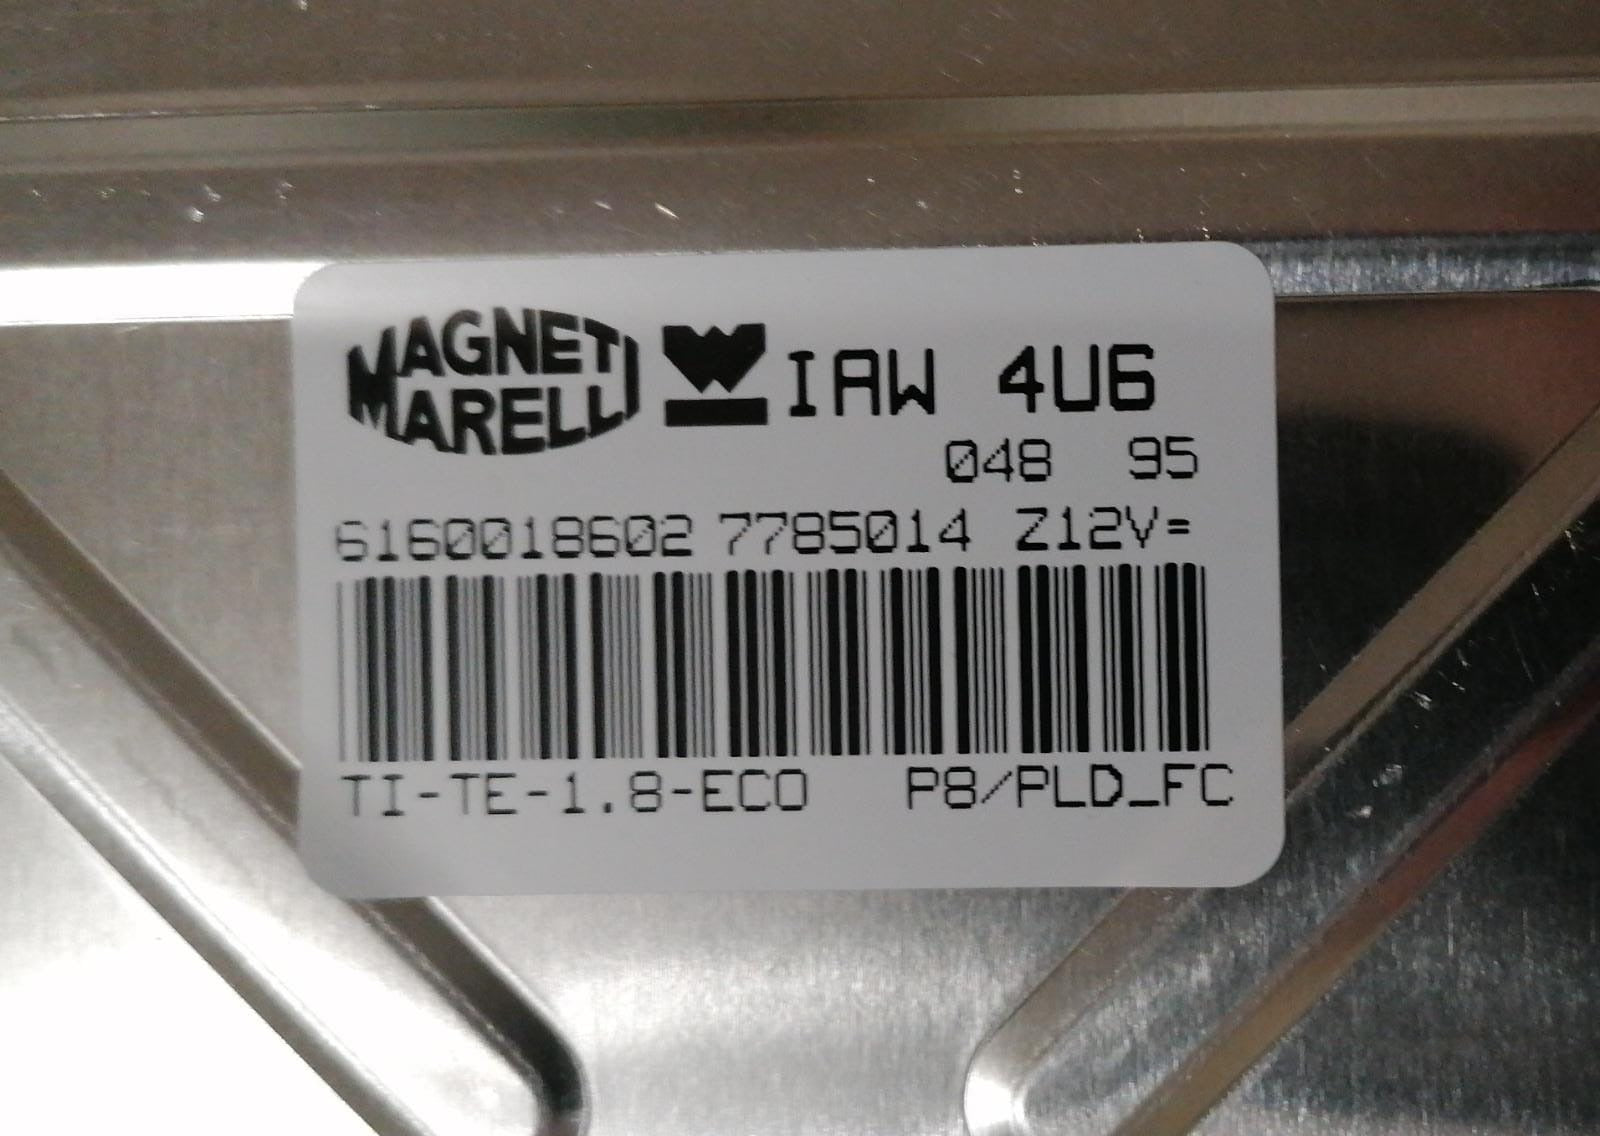 MAGNETI MARELLI IAW 4U6
048 95
6160018602 7785014 Z12V=
TI-TE-1.8-ECO P8/PLD_FC